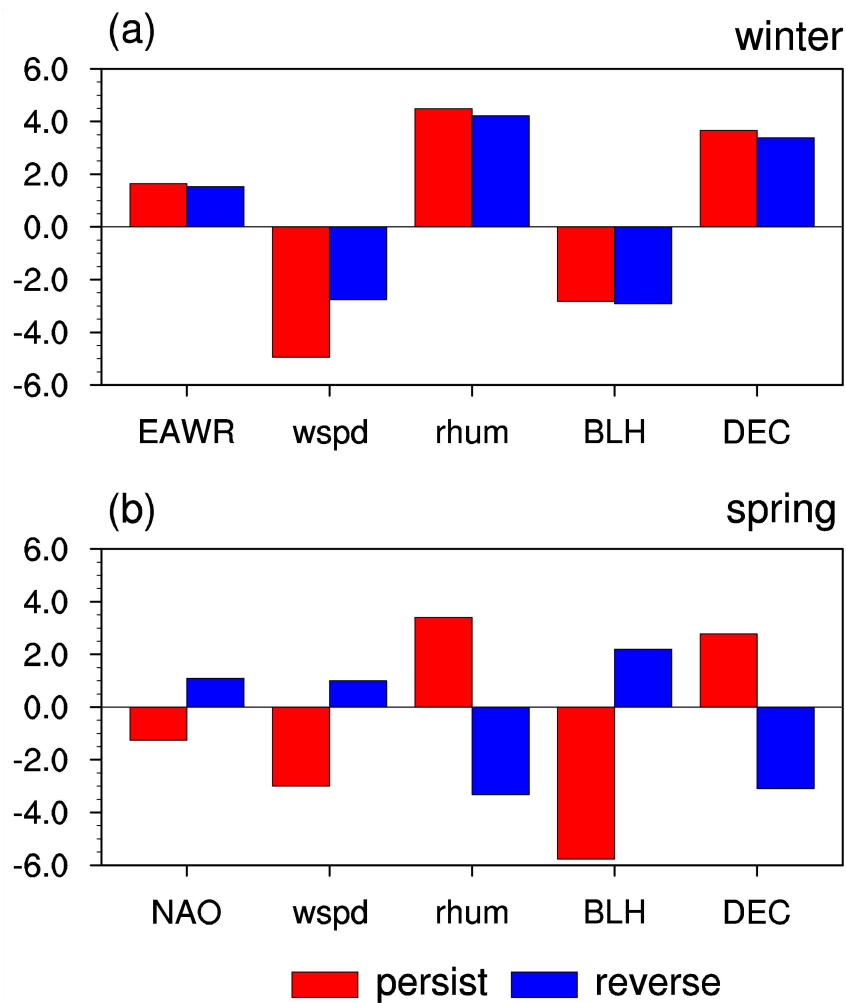 (a) winter
6.0
4.0
2.0
0.0
-2.0
-4.0
-6.0
EAWR wspd rhum BLH DEC
(b) spring
6.0
4.0
2.0
0.0
-2.0
-4.0
-6.0
NAO wspd rhum BLH DEC
persist reverse